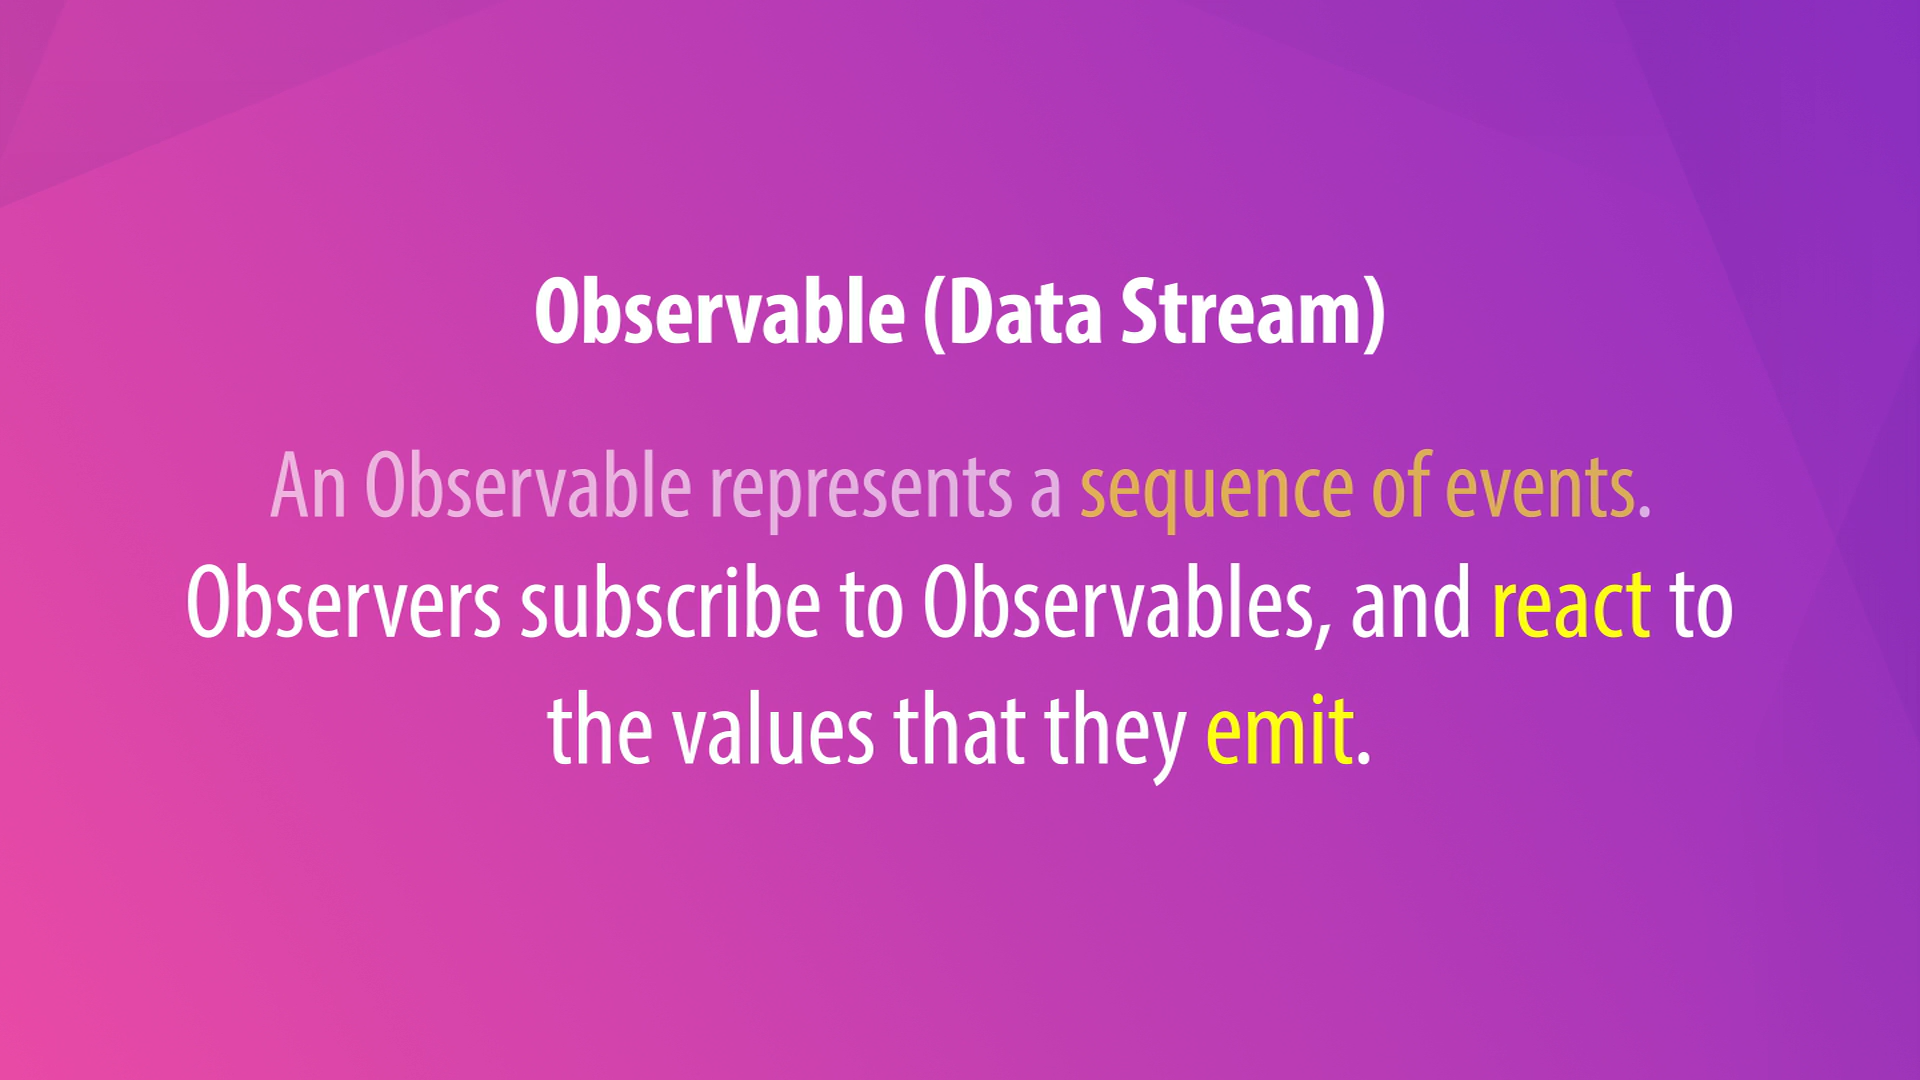 Observable (Data Stream)
An Observable represents a sequence of events.
Observers subscribe to Observables, and react to
the values that they emit.